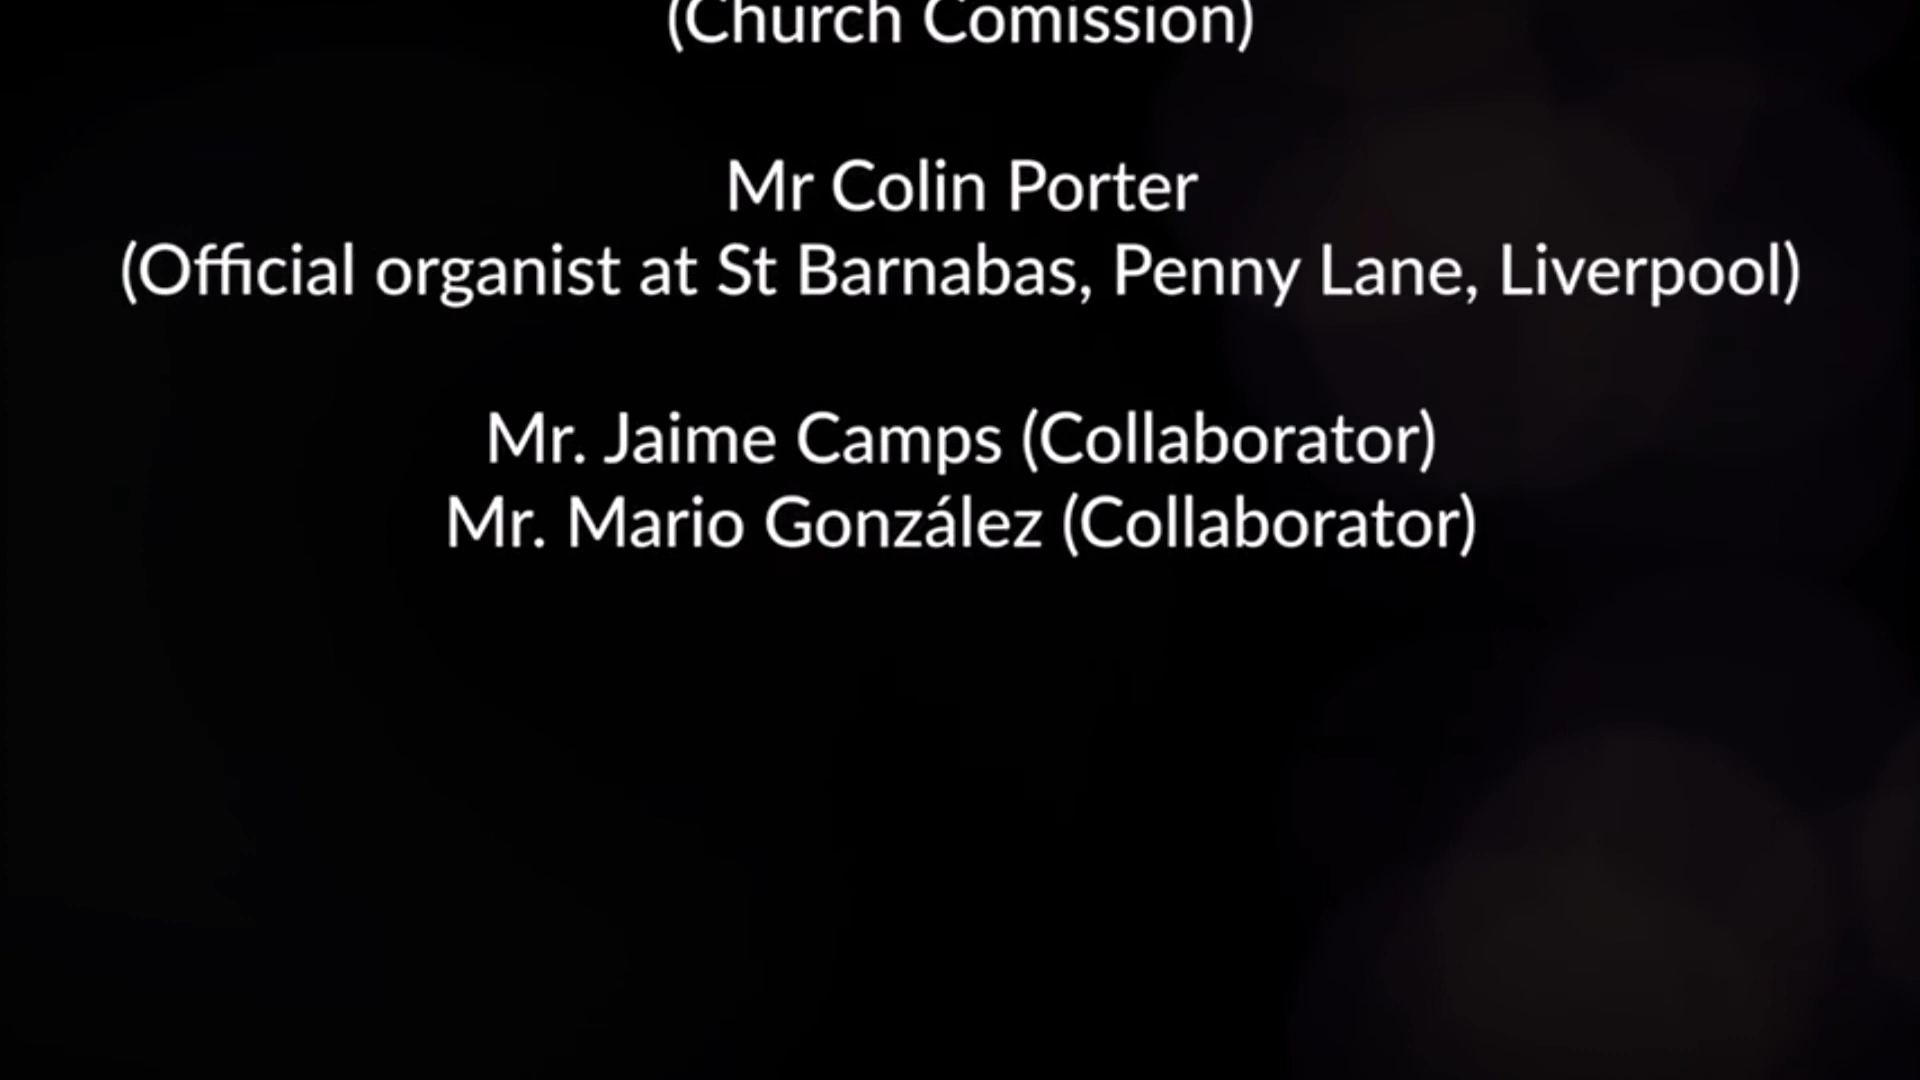 (Church Comission)
Mr Colin Porter
(Official organist at St Barnabas, Penny Lane, Liverpool)
Mr. Jaime Camps (Collaborator)
Mr. Mario González (Collaborator)